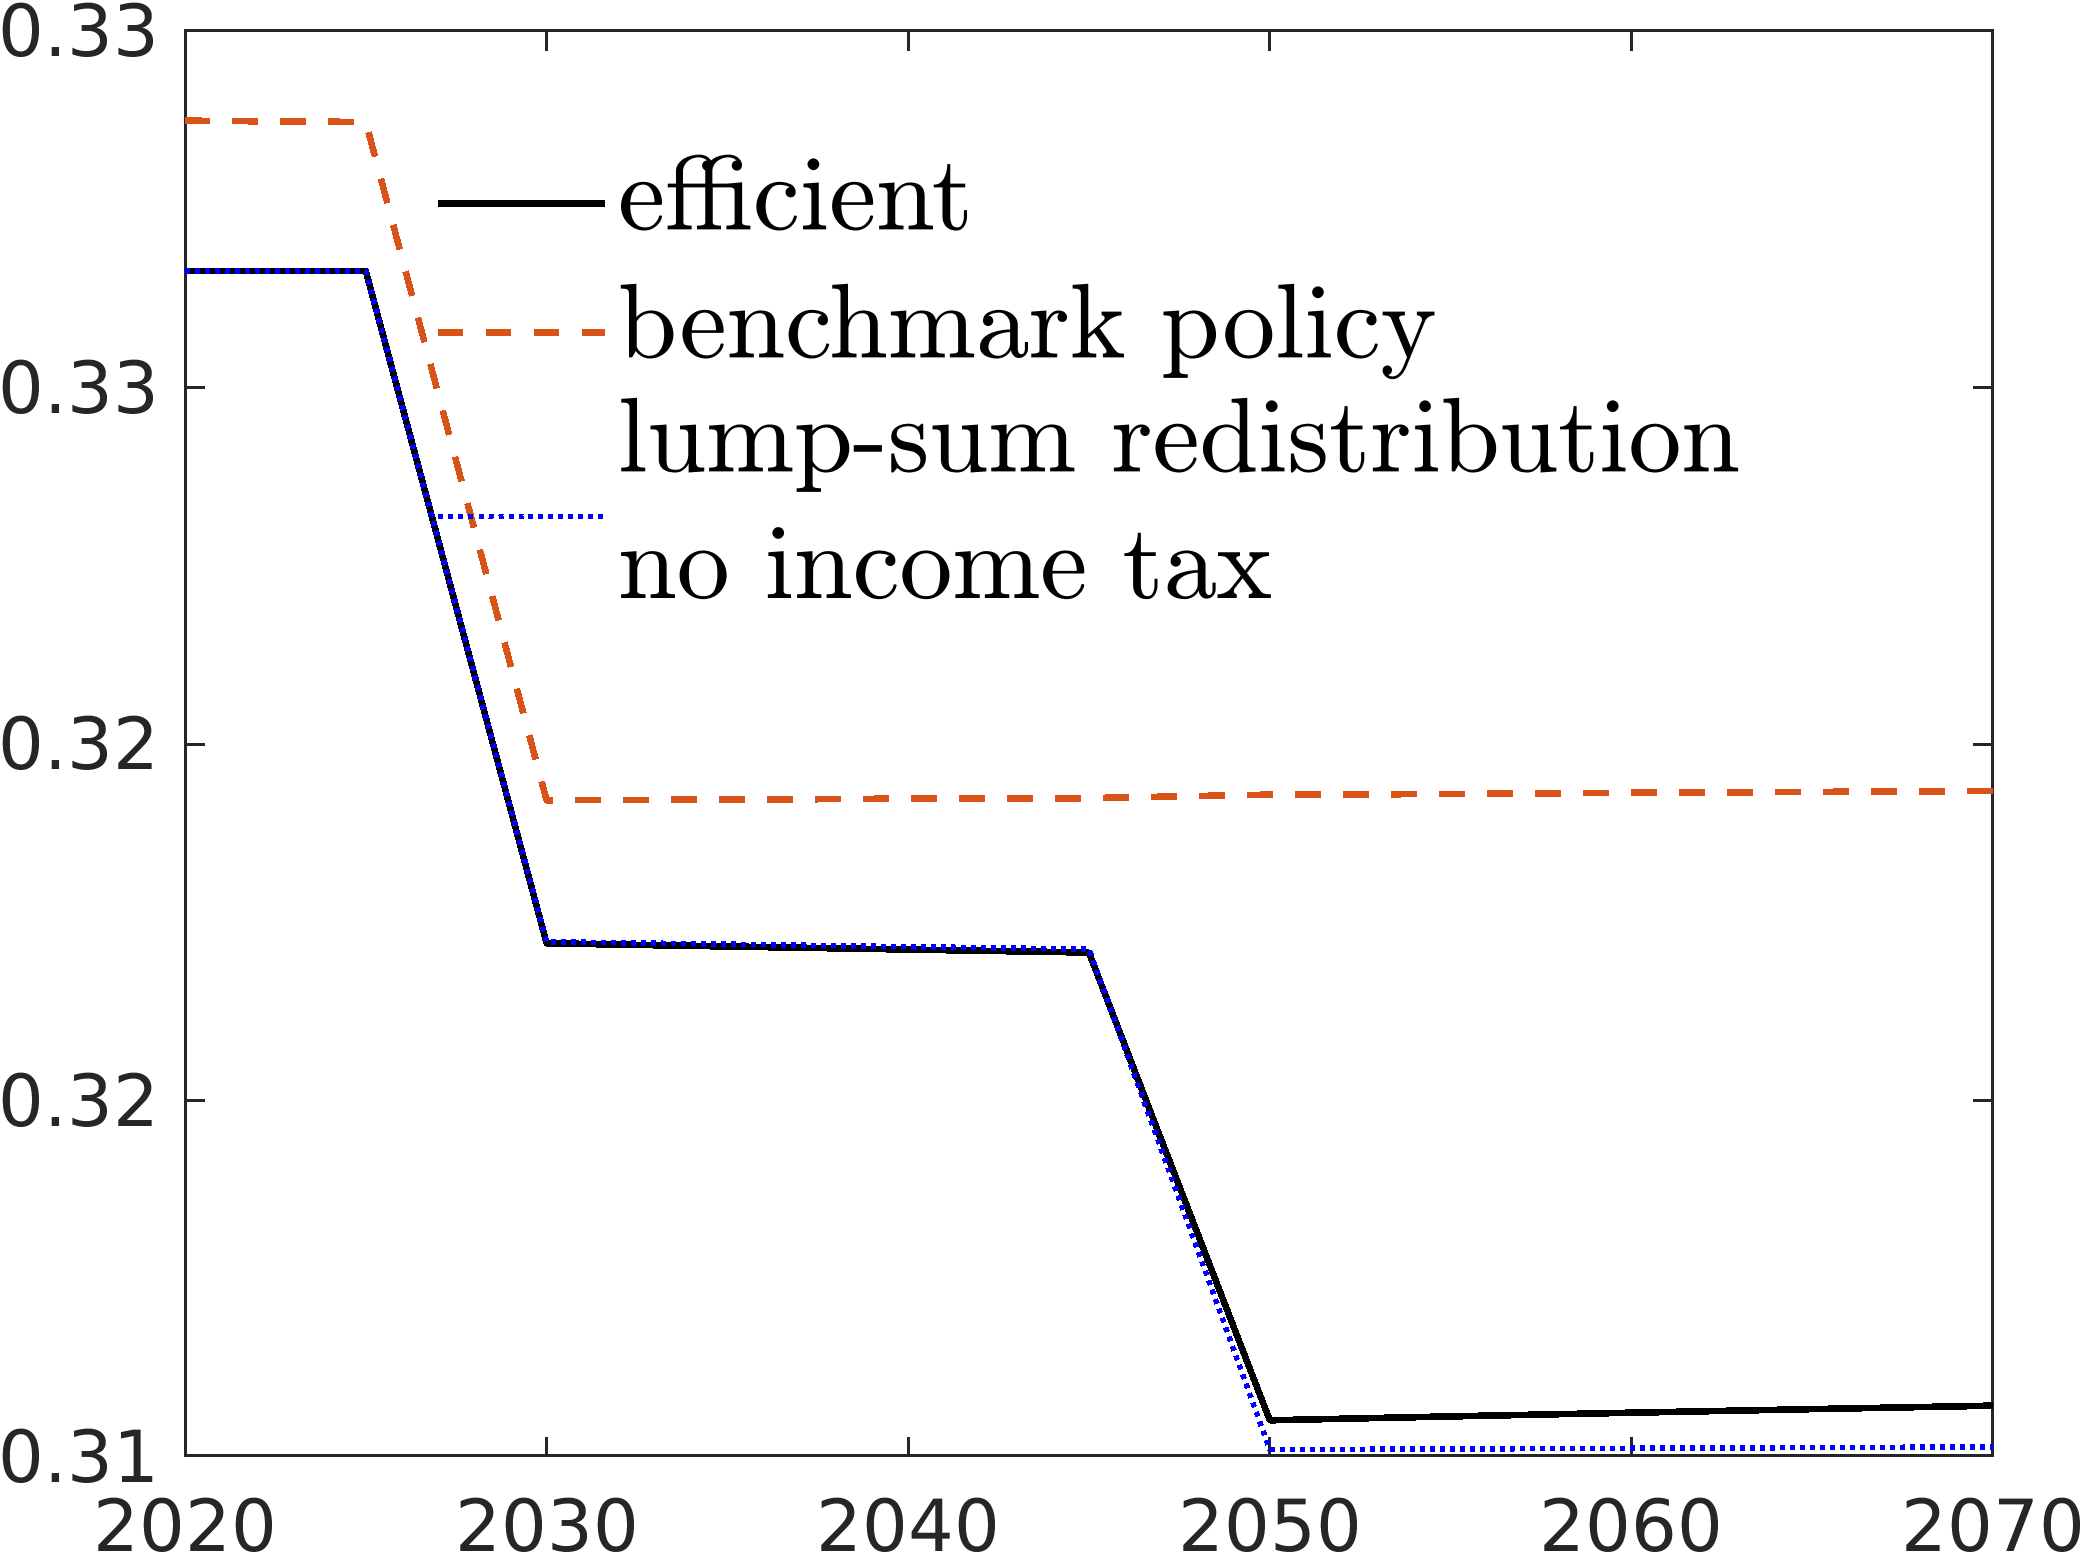 0.33
efficient
benchmark policy
0.33
lump-sum redistribution
no income tax
0.32
0.32
0.31
2020 2030 2040 2050 2060 2070